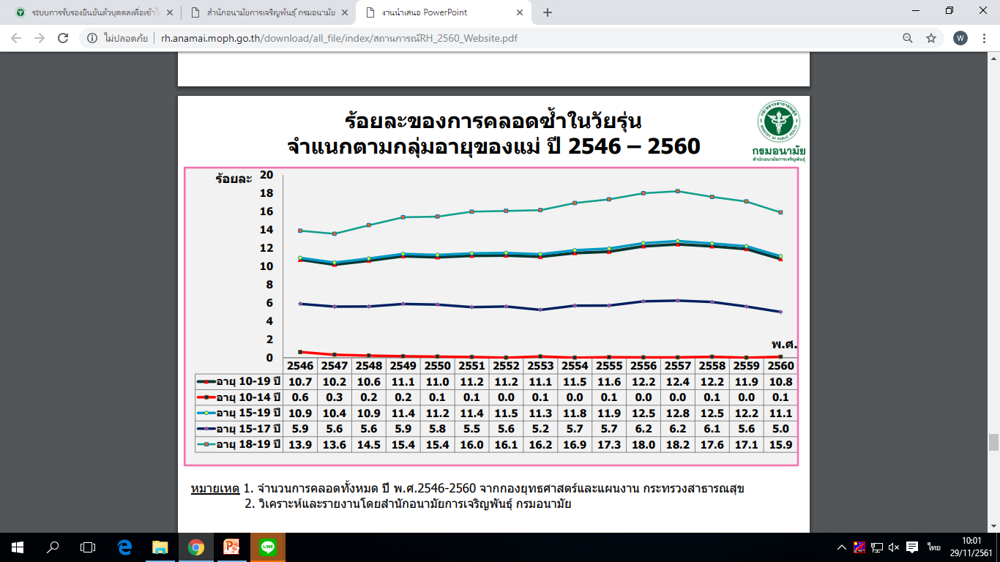 ระบบการรับรองยืนยันตัวบุคคลเพื่อเข้าใ
สำนักอนามัยการเจริญพันธุ์ กรมอนามัย
งานนำเสนอ PowerPoint
ไม่ปลอดภัย
rh.anamai.moph.go.th/download/all_file/index/สถานการณ์RH_2560_Website.pdf
W
ร้อยละของการคลอดซ้ำในวัยรุ่น
จำแนกตามกลุ่มอายุของแม่ ปี 2546 – 2560
กรมอนามัย
สำนักอนามัยการเจริญพันธุ์
ร้อยละ
20
18
16
14
12
10
8
6
4
2
0
พ.ศ.
2546 2547 2548 2549 2550 2551 2552 2553 2554 2555 2556 2557 2558 2559 2560
อายุ 10-19 ปี 10.7 10.2 10.6 11.1 11.0 11.2 11.2 11.1 11.5 11.6 12.2 12.4 12.2 11.9 10.8
อายุ 10-14 ปี 0.6 0.3 0.2 0.2 0.1 0.1 0.0 0.1 0.0 0.1 0.0 0.0 0.1 0.0 0.1
อายุ 15-19 ปี 10.9 10.4 10.9 11.4 11.2 11.4 11.5 11.3 11.8 11.9 12.5 12.8 12.5 12.2 11.1
อายุ 15-17 ปี 5.9 5.6 5.6 5.9 5.8 5.5 5.6 5.2 5.7 5.7 6.2 6.2 6.1 5.6 5.0
อายุ 18-19 ปี 13.9 13.6 14.5 15.4 15.4 16.0 16.1 16.2 16.9 17.3 18.0 18.2 17.6 17.1 15.9
หมายเหตุ 1. จำนวนการคลอดทั้งหมด ปี พ.ศ.2546-2560 จากกองยุทธศาสตร์และแผนงาน กระทรวงสาธารณสุข
2. วิเคราะห์และรายงานโดยสำนักอนามัยการเจริญพันธุ์ กรมอนามัย
LINE
ไทย
10:01
29/11/2561